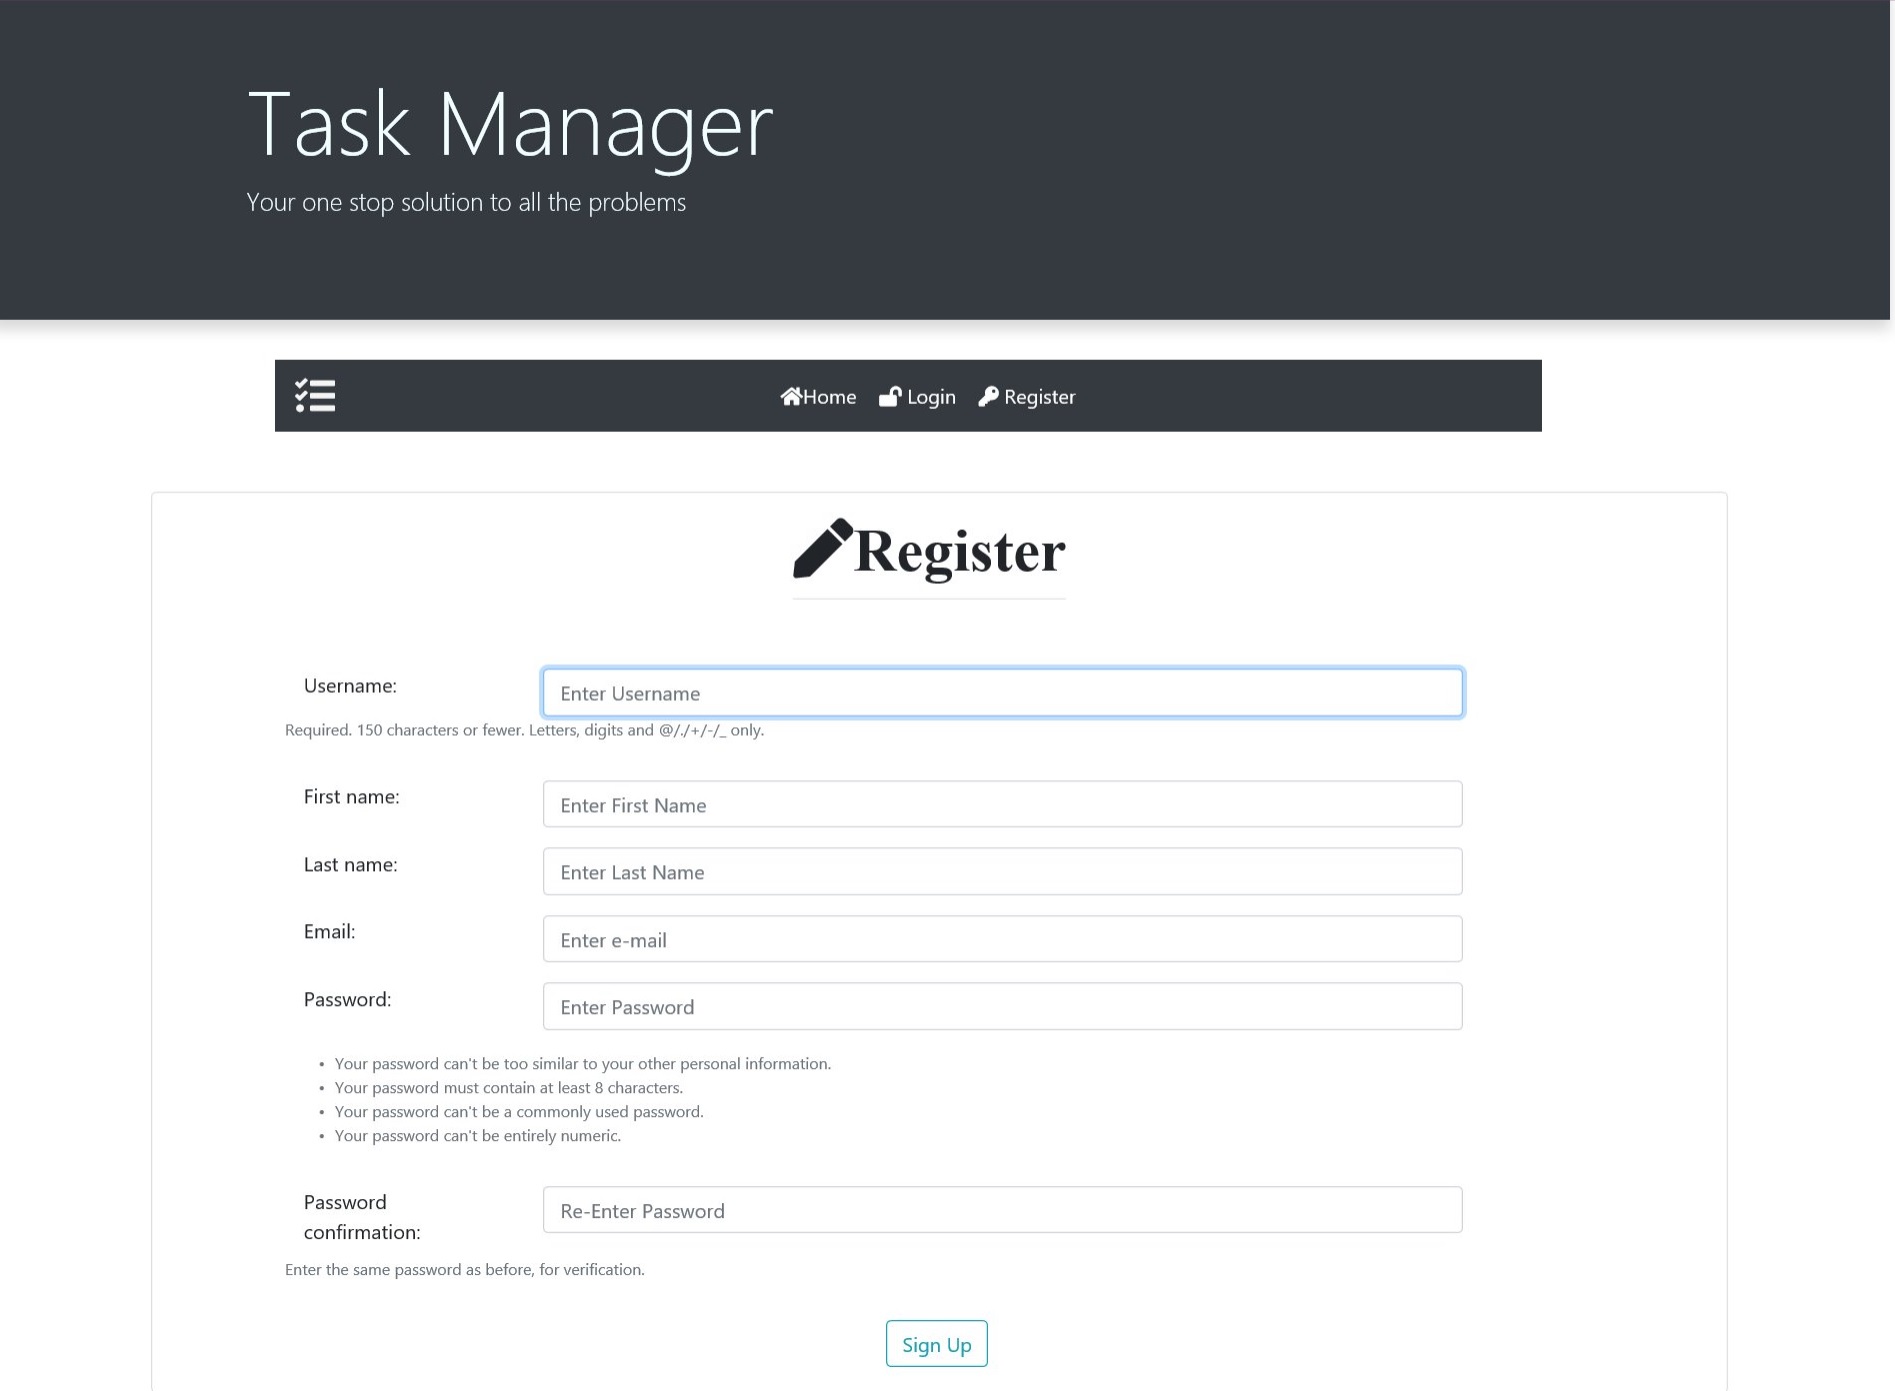 Task Manager
Your one stop solution to all the problems
Home Login Register
Register
Username: Enter Username
Required. 150 characters or fewer. Letters, digits and @/./+/-/_ only.
First name: Enter First Name
Last name: Enter Last Name
Email: Enter e-mail
Password: Enter Password
• Your password can't be too similar to your other personal information.
• Your password must contain at least 8 characters.
• Your password can't be a commonly used password.
• Your password can't be entirely numeric.
Password
confirmation: Re-Enter Password
Enter the same password as before, for verification.
Sign Up